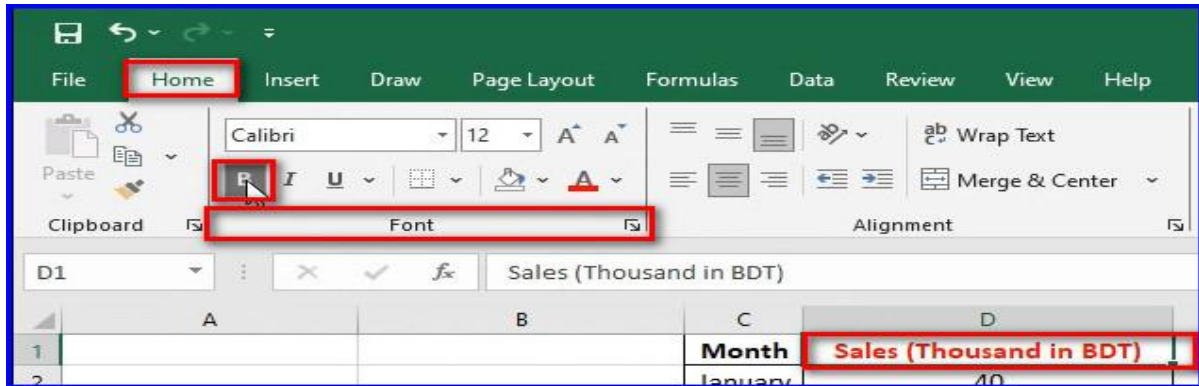 File Home Insert Draw Page Layout Formulas Data Review View Help
Calibri 12 A A ab Wrap Text
Paste B I U A Merge & Center
Clipboard Font Alignment
D1 fx Sales (Thousand in BDT)
A B C D
1 Month Sales (Thousand in BDT)
2 January 40